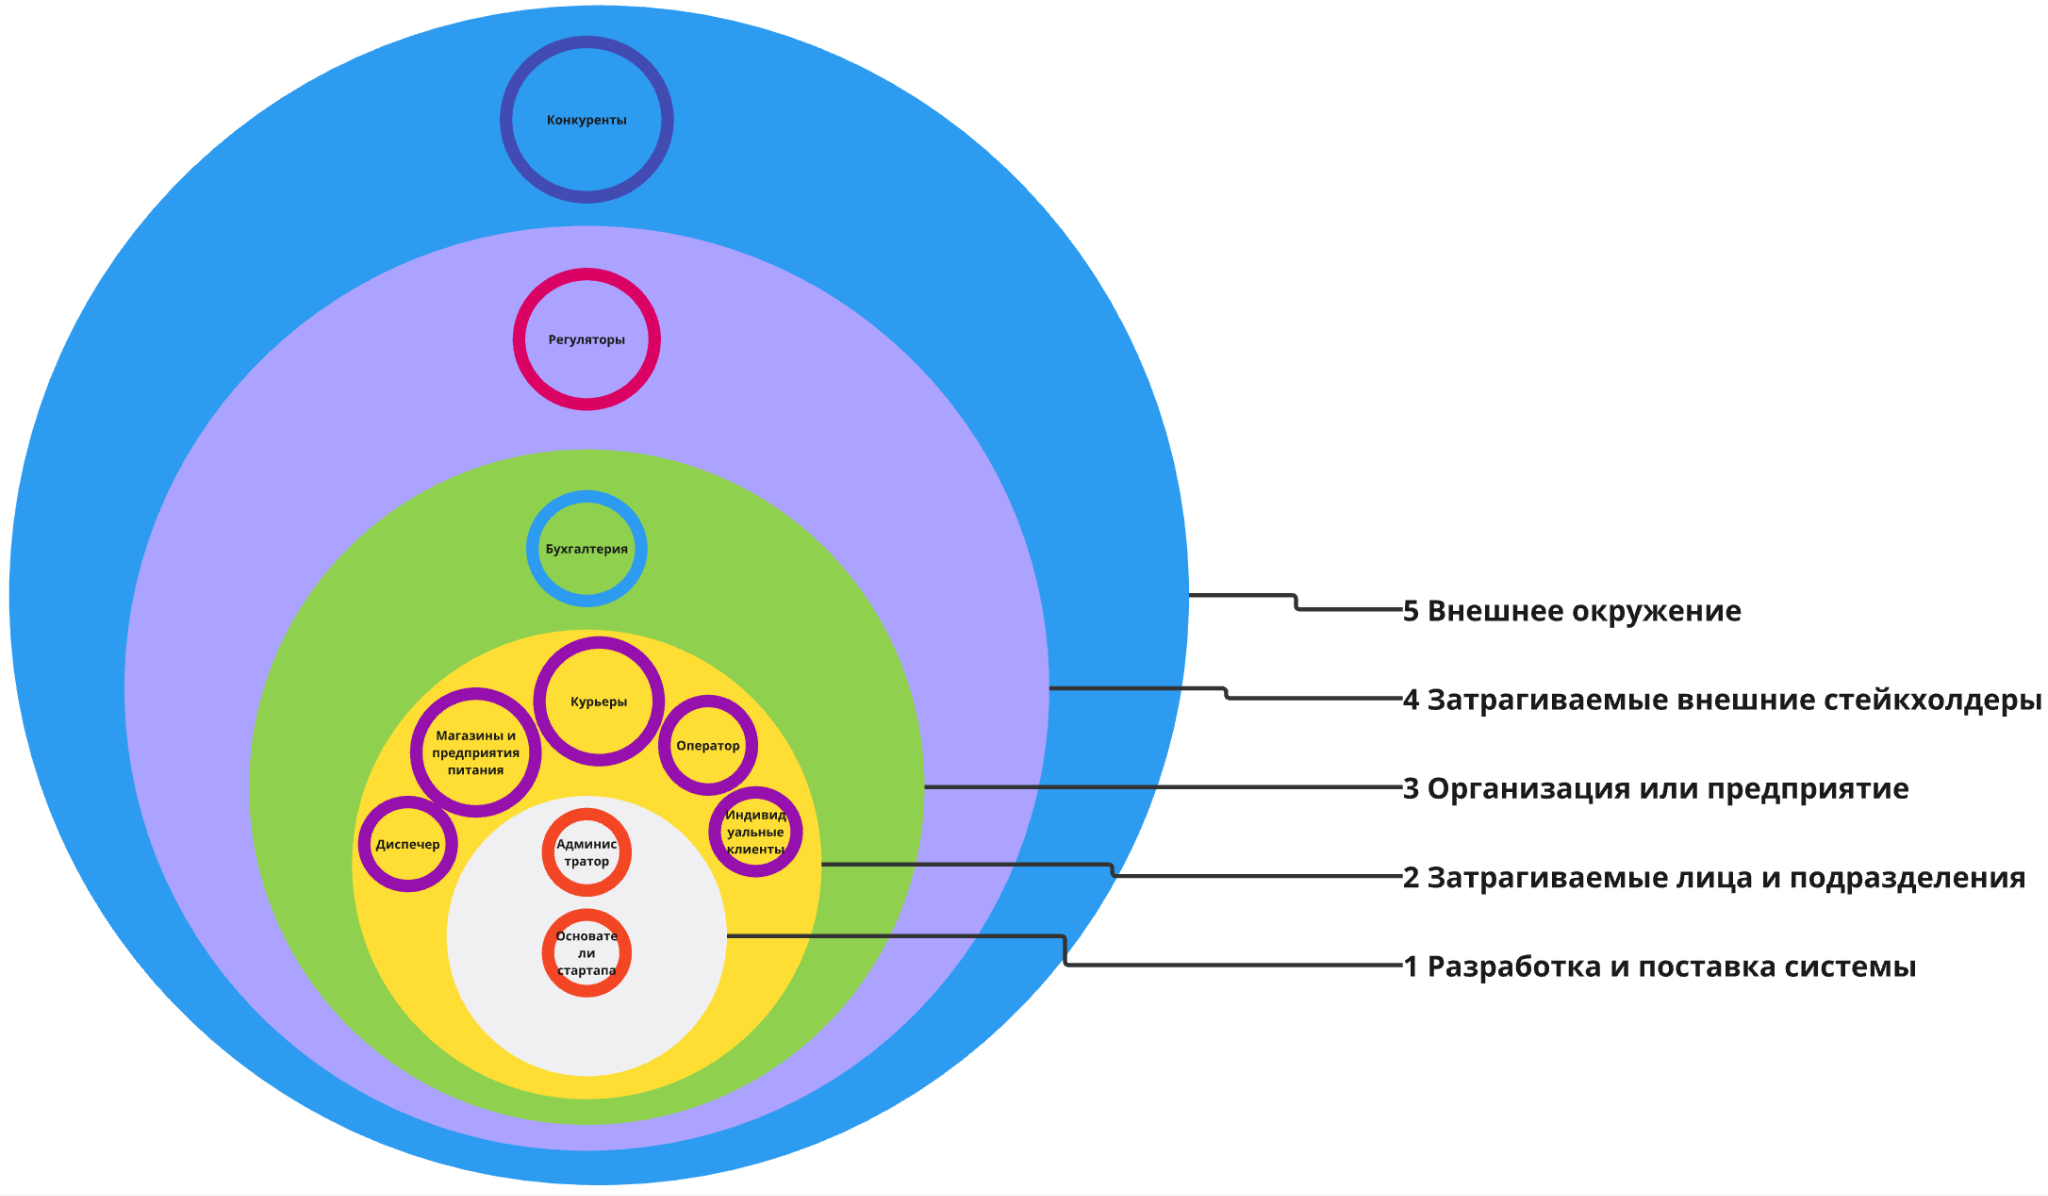 Конкуренты
Регуляторы
Бухгалтерия
Курьеры
Магазины и
предприятия
питания
Оператор
Индивид
уальные
клиенты
Диспечер
Админис
тратор
Основате
ли
стартапа
5 Внешнее окружение
4 Затрагиваемые внешние стейкхолдеры
3 Организация или предприятие
2 Затрагиваемые лица и подразделения
1 Разработка и поставка системы